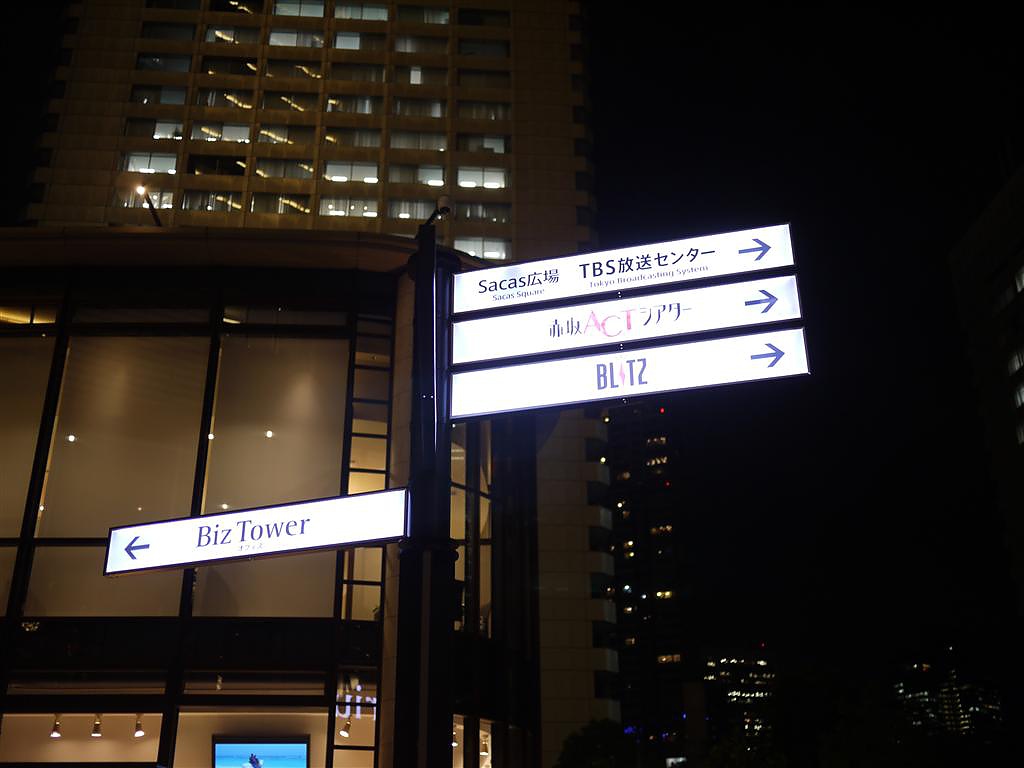 Sacas広場 TBS放送センター
Sacas Square Tokyo Broadcasting System
赤坂ACTシアター
BLITZ
Biz Tower
オフィス